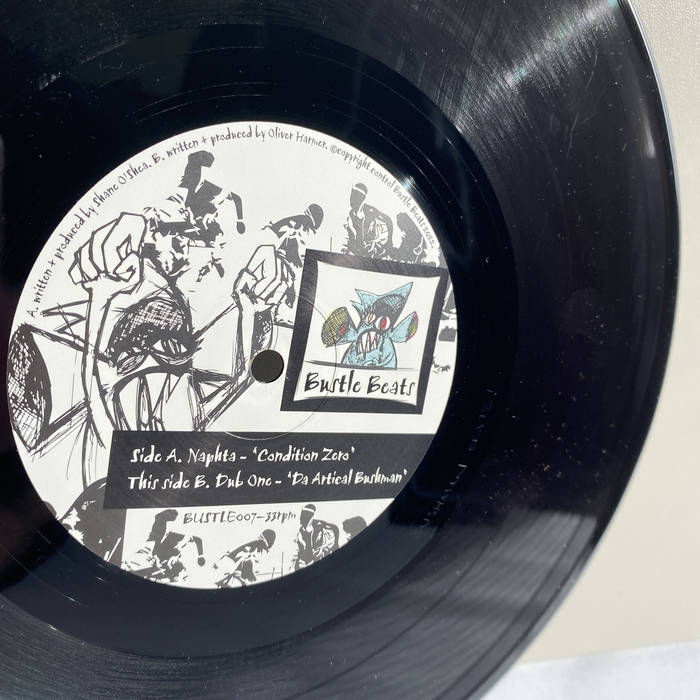 A. written + produced by Shane O'Shea. B. written + produced by Oliver Harmer. ©copyright control Bustle Beats
Bustle Beats
Side A. Naphta - 'Condition Zero'
This side B. Dub One - 'Da Artical Bushman'
BUSTLE007-33rpm